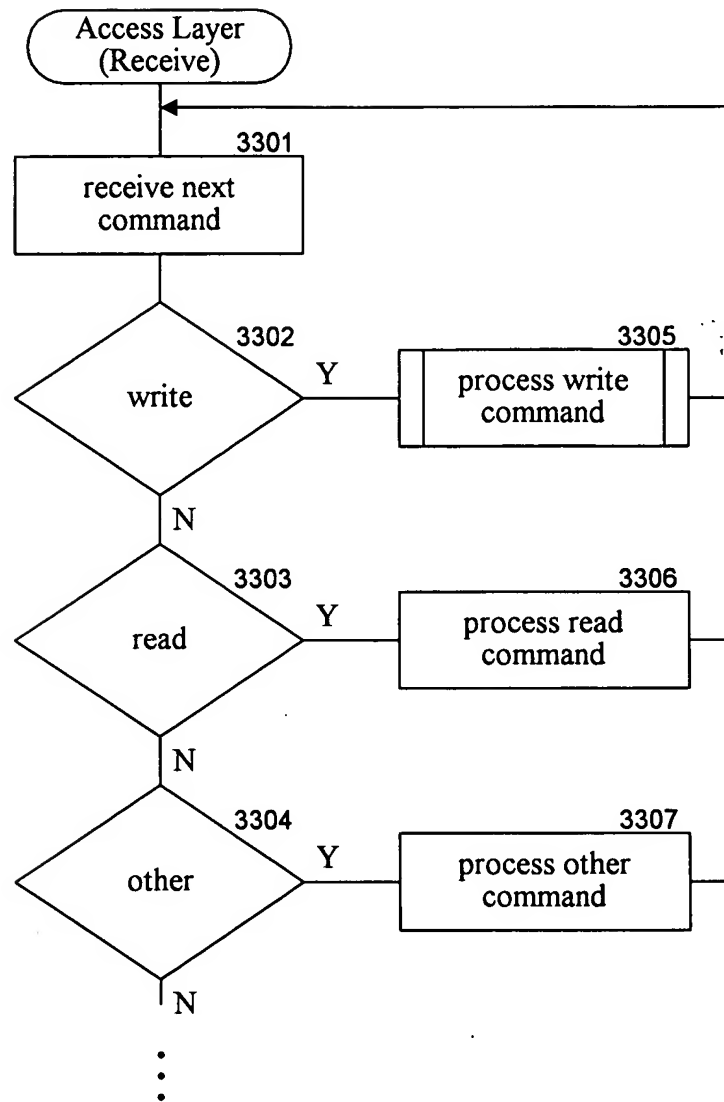 Access Layer
(Receive)
3301
receive next
command
3302
write
Y
3305
process write
command
N
3303
read
Y
3306
process read
command
N
3304
other
Y
3307
process other
command
N